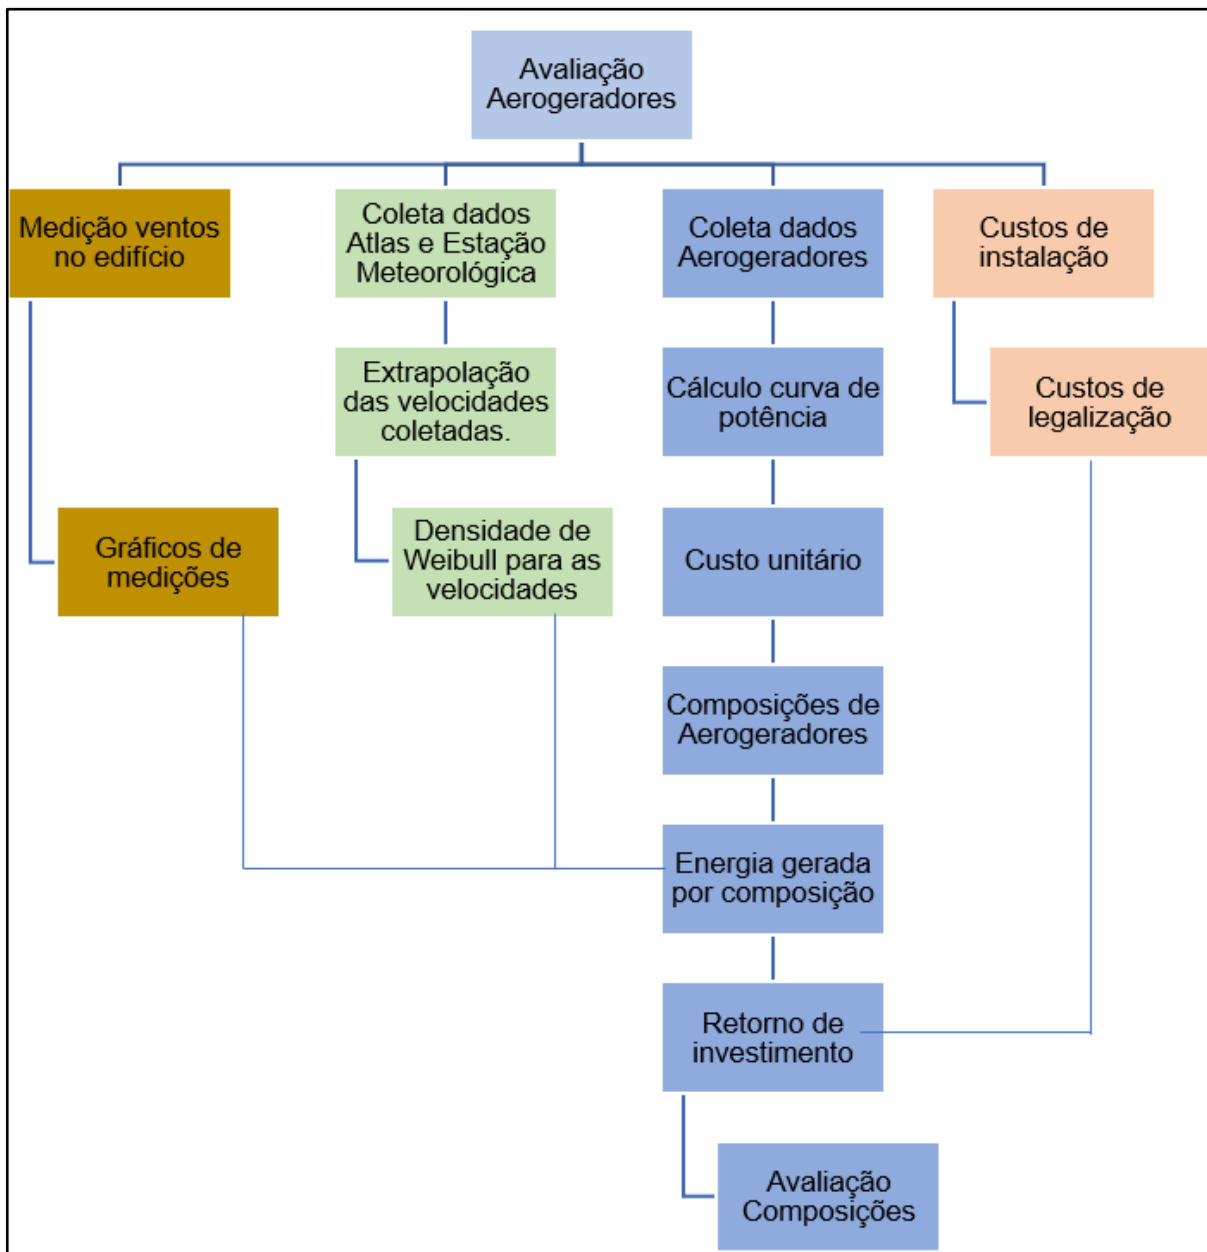 Avaliação
Aerogeradores
Medição ventos
no edifício
Coleta dados
Atlas e Estação
Meteorológica
Coleta dados
Aerogeradores
Custos de
instalação
Extrapolação
das velocidades
coletadas.
Cálculo curva de
potência
Custos de
legalização
Gráficos de
medições
Densidade de
Weibull para as
velocidades
Custo unitário
Composições de
Aerogeradores
Energia gerada
por composição
Retorno de
investimento
Avaliação
Composições